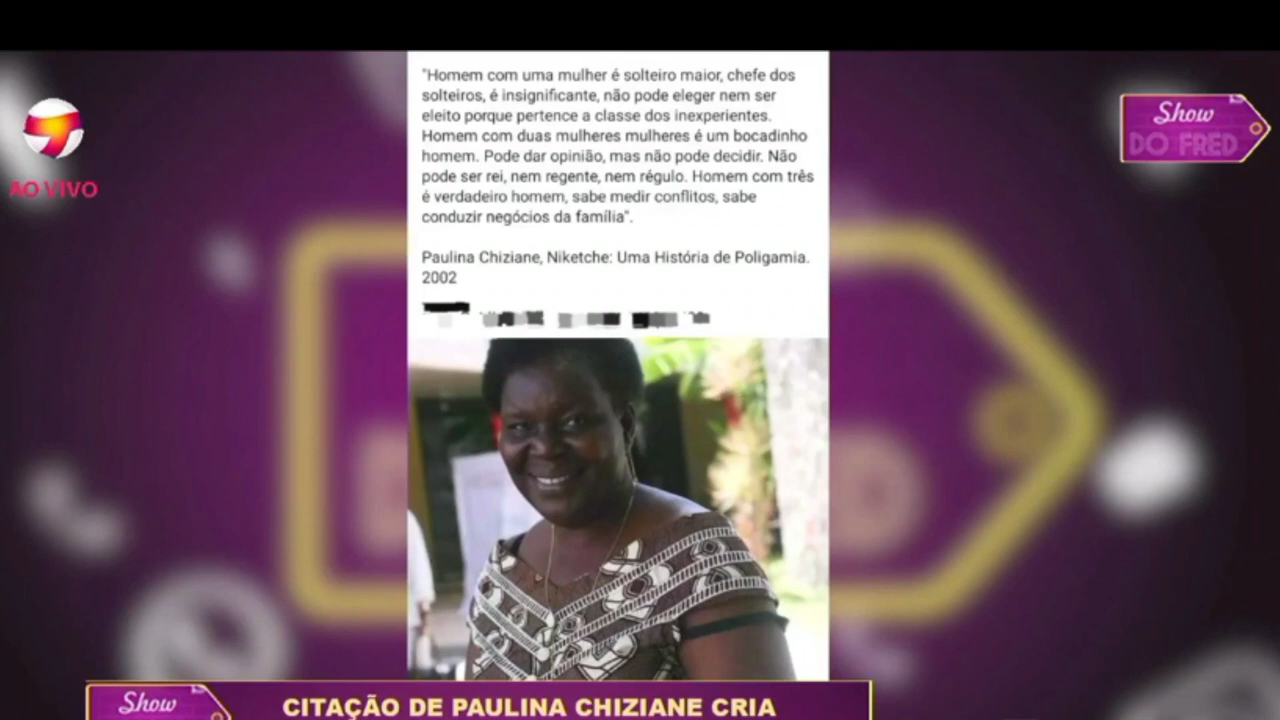 "Homem com uma mulher é solteiro maior, chefe dos
solteiros, é insignificante, não pode eleger nem ser
eleito porque pertence a classe dos inexperientes.
Homem com duas mulheres mulheres é um bocadinho
homem. Pode dar opinião, mas não pode decidir. Não
pode ser rei, nem regente, nem régulo. Homem com três
é verdadeiro homem, sabe medir conflitos, sabe
conduzir negócios da família".
Paulina Chiziane, Niketche: Uma História de Poligamia.
2002
AO VIVO
Show
DO FRED
Show
CITAÇÃO DE PAULINA CHIZIANE CRIA